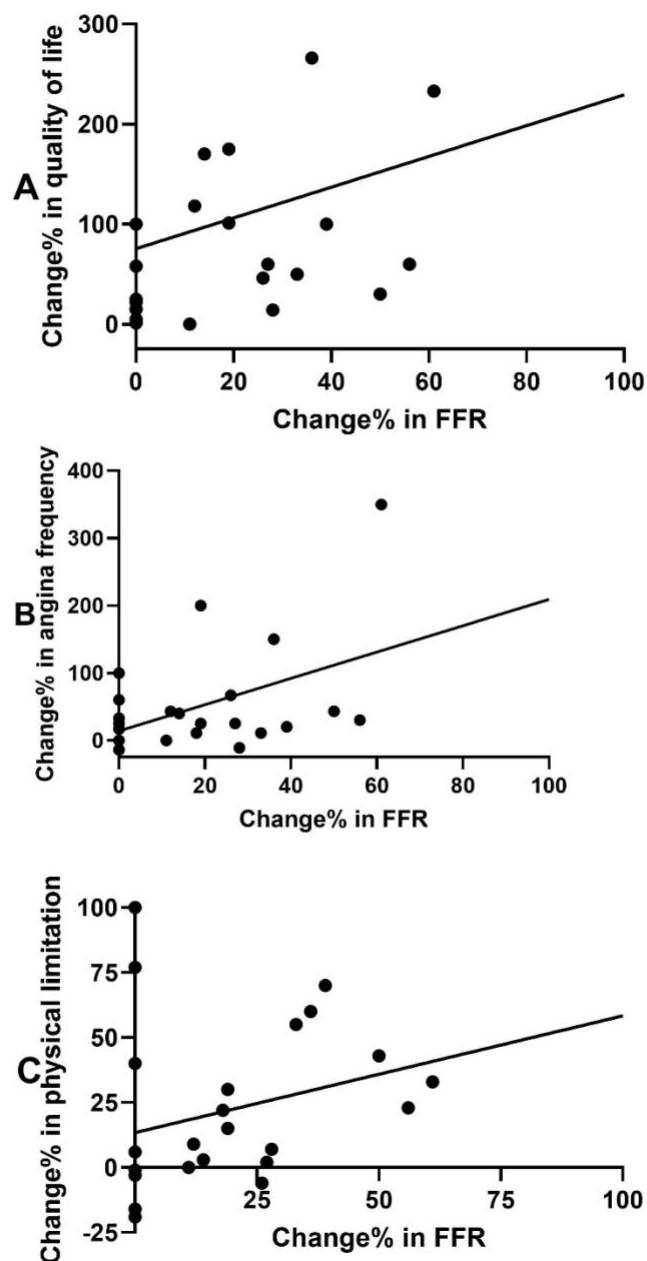 A
Change% in quality of life
300
200
100
0
0 20 40 60 80 100
Change% in FFR
B
Change% in angina frequency
400
300
200
100
0
0 20 40 60 80 100
Change% in FFR
C
Change% in physical limitation
100
75
50
25
0
-25
25 50 75 100
Change% in FFR